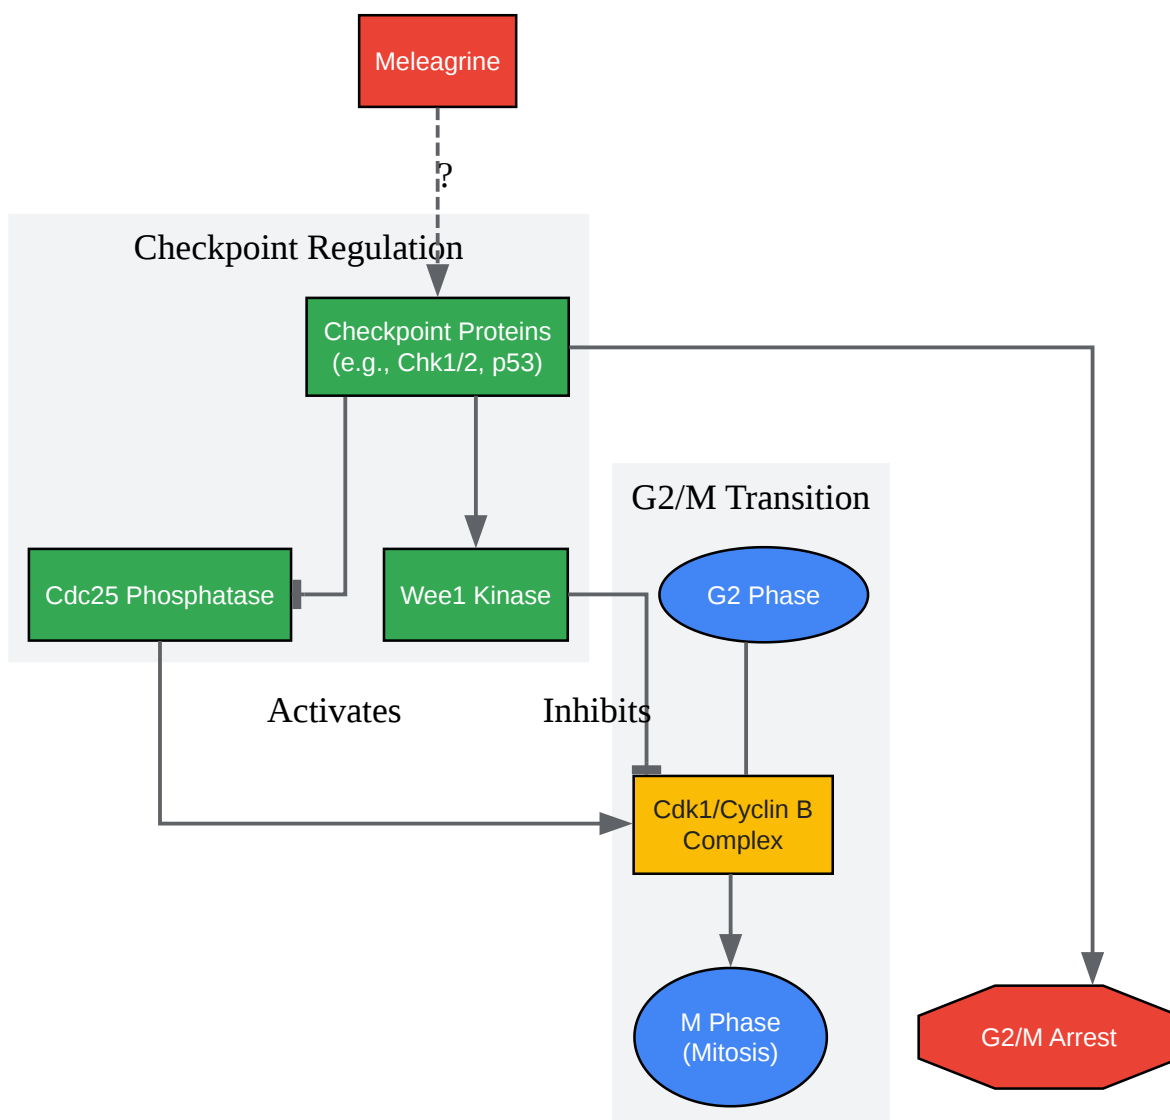 Meleagrine
?
Checkpoint Regulation
Checkpoint Proteins
(e.g., Chk1/2, p53)
G2/M Transition
Cdc25 Phosphatase
Wee1 Kinase
G2 Phase
Activates
Inhibits
Cdk1/Cyclin B
Complex
M Phase
(Mitosis)
G2/M Arrest